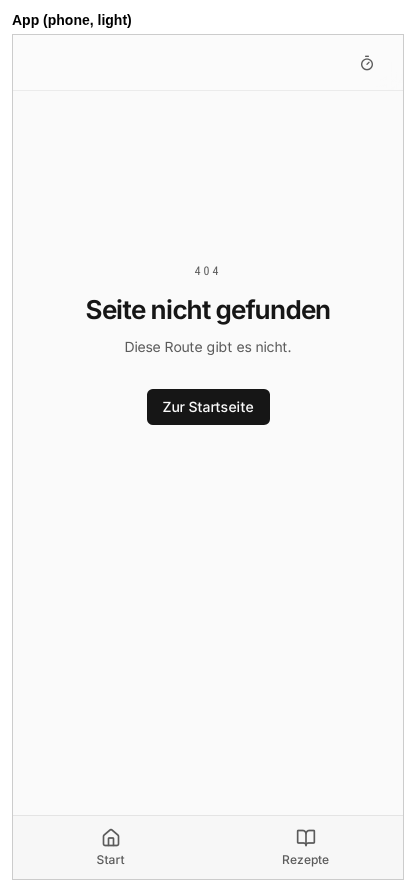 App (phone, light)
404
Seite nicht gefunden
Diese Route gibt es nicht.
Zur Startseite
Start
Rezepte